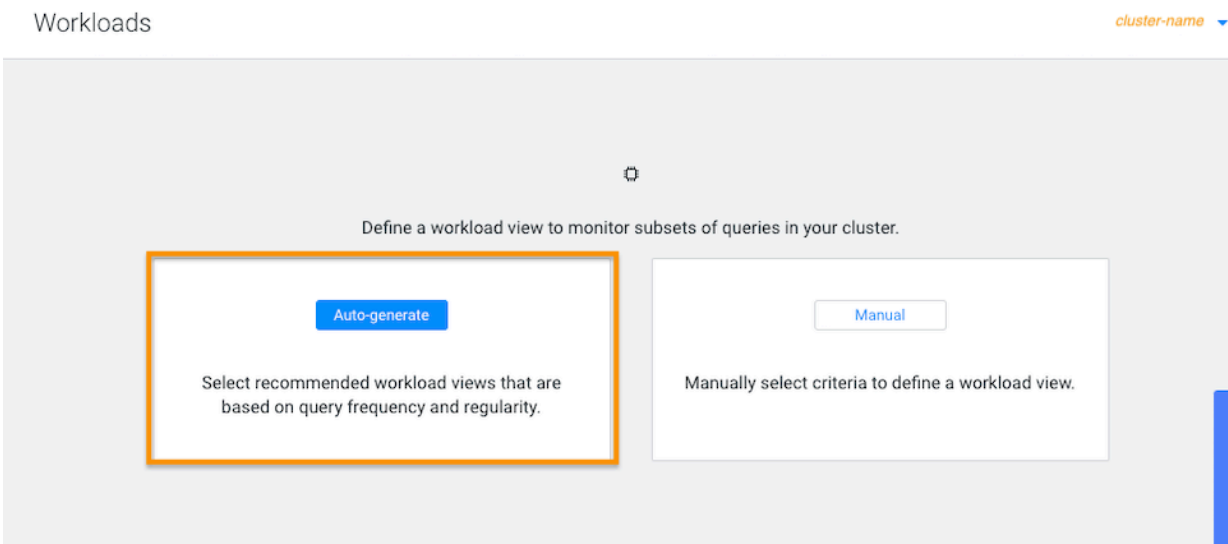 Workloads
cluster-name
Define a workload view to monitor subsets of queries in your cluster.
Auto-generate
Select recommended workload views that are
based on query frequency and regularity.
Manual
Manually select criteria to define a workload view.